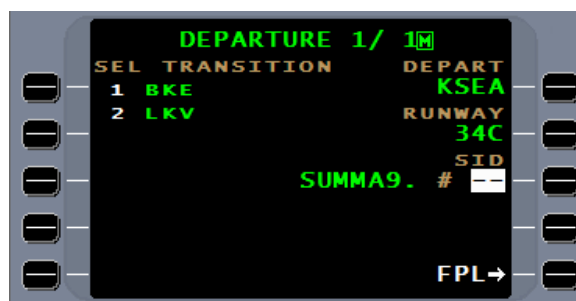 DEPARTURE 1/ 1M
SEL TRANSITION DEPART
1 BKE KSEA
2 LKV RUNWAY
34C
SID
SUMMA9. # --
FPL→